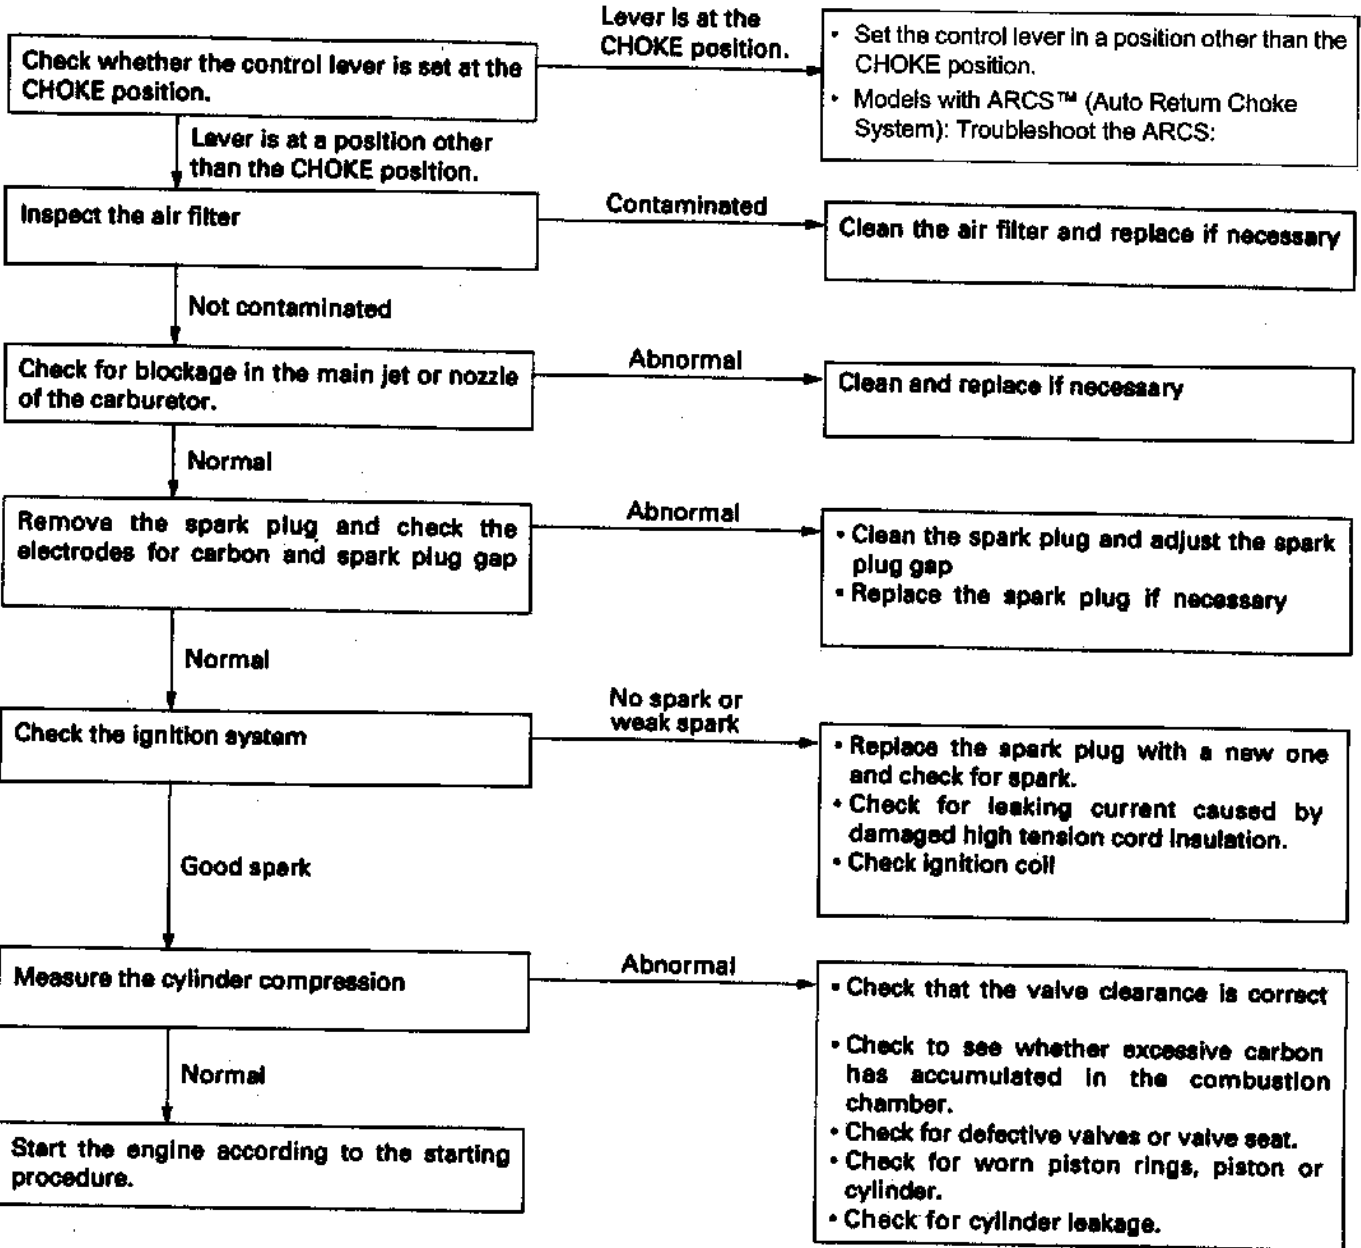 Lever is at the
CHOKE position.
Check whether the control lever is set at the
CHOKE position.
• Set the control lever in a position other than the
CHOKE position.
• Models with ARCS™ (Auto Return Choke
System): Troubleshoot the ARCS:
Lever is at a position other
than the CHOKE position.
Inspect the air filter
Contaminated
Clean the air filter and replace if necessary
Not contaminated
Check for blockage in the main jet or nozzle
of the carburetor.
Abnormal
Clean and replace if necessary
Normal
Remove the spark plug and check the
electrodes for carbon and spark plug gap
Abnormal
• Clean the spark plug and adjust the spark
plug gap
• Replace the spark plug if necessary
Normal
Check the ignition system
No spark or
weak spark
• Replace the spark plug with a new one
and check for spark.
• Check for leaking current caused by
damaged high tension cord insulation.
• Check ignition coil
Good spark
Measure the cylinder compression
Abnormal
• Check that the valve clearance is correct
• Check to see whether excessive carbon
has accumulated in the combustion
chamber.
• Check for defective valves or valve seat.
• Check for worn piston rings, piston or
cylinder.
• Check for cylinder leakage.
Normal
Start the engine according to the starting
procedure.